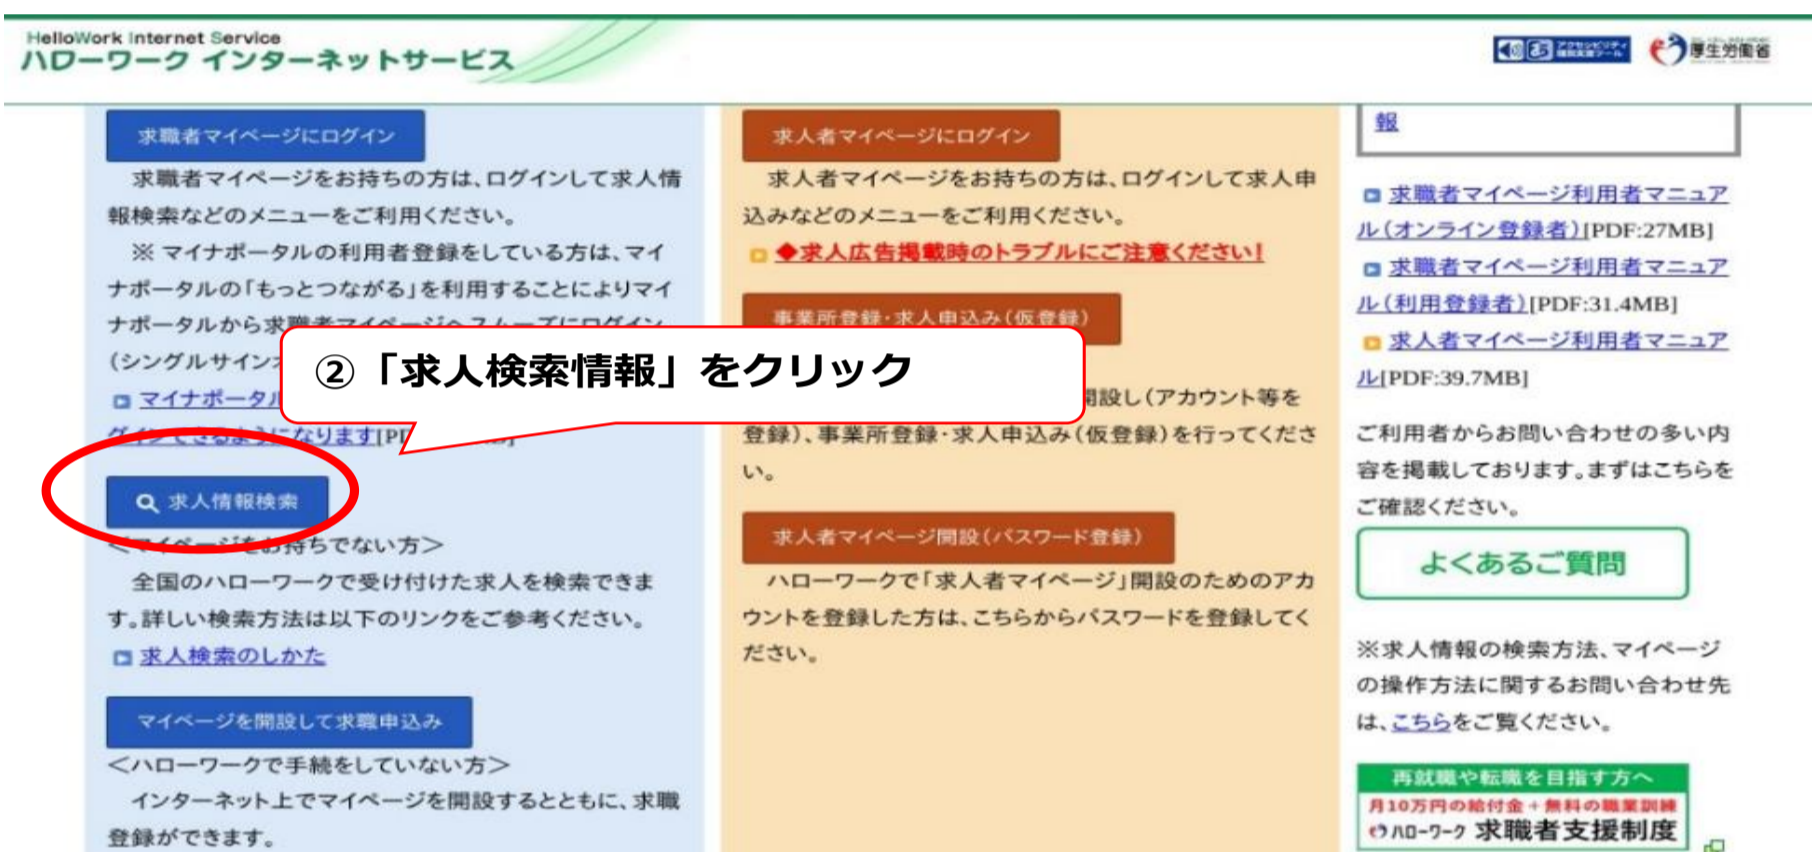 HelloWork Internet Service
ハローワーク インターネットサービス
アクセシビリティ
厚生労働省
求職者マイページにログイン
求職者マイページをお持ちの方は、ログインして求人情
報検索などのメニューをご利用ください。
※ マイナポータルの利用者登録をしている方は、マイ
ナポータルの「もっとつながる」を利用することによりマイ
ナポータルから求職者マイページへスムーズにログイン
（シングルサインオ
マイナポータル
グインできるようになります[PD
求人情報検索
＜マイページをお持ちでない方＞
全国のハローワークで受け付けた求人を検索できま
す。詳しい検索方法は以下のリンクをご参考ください。
求人検索のしかた
マイページを開設して求職申込み
＜ハローワークで手続をしていない方＞
インターネット上でマイページを開設するとともに、求職
登録ができます。
②「求人検索情報」をクリック
求人者マイページにログイン
求人者マイページをお持ちの方は、ログインして求人申
込みなどのメニューをご利用ください。
◆求人広告掲載時のトラブルにご注意ください！
事業所登録・求人申込み（仮登録）
開設し（アカウント等を
登録）、事業所登録・求人申込み（仮登録）を行ってくださ
い。
求人者マイページ開設（パスワード登録）
ハローワークで「求人者マイページ」開設のためのアカ
ウントを登録した方は、こちらからパスワードを登録してく
ださい。
報
求職者マイページ利用者マニュア
ル（オンライン登録者）[PDF:27MB]
求職者マイページ利用者マニュア
ル（利用登録者）[PDF:31.4MB]
求人者マイページ利用者マニュア
ル[PDF:39.7MB]
ご利用者からお問い合わせの多い内
容を掲載しております。まずはこちらを
ご確認ください。
よくあるご質問
※求人情報の検索方法、マイページ
の操作方法に関するお問い合わせ先
は、こちらをご覧ください。
再就職や転職を目指す方へ
月10万円の給付金＋無料の職業訓練
ハローワーク 求職者支援制度